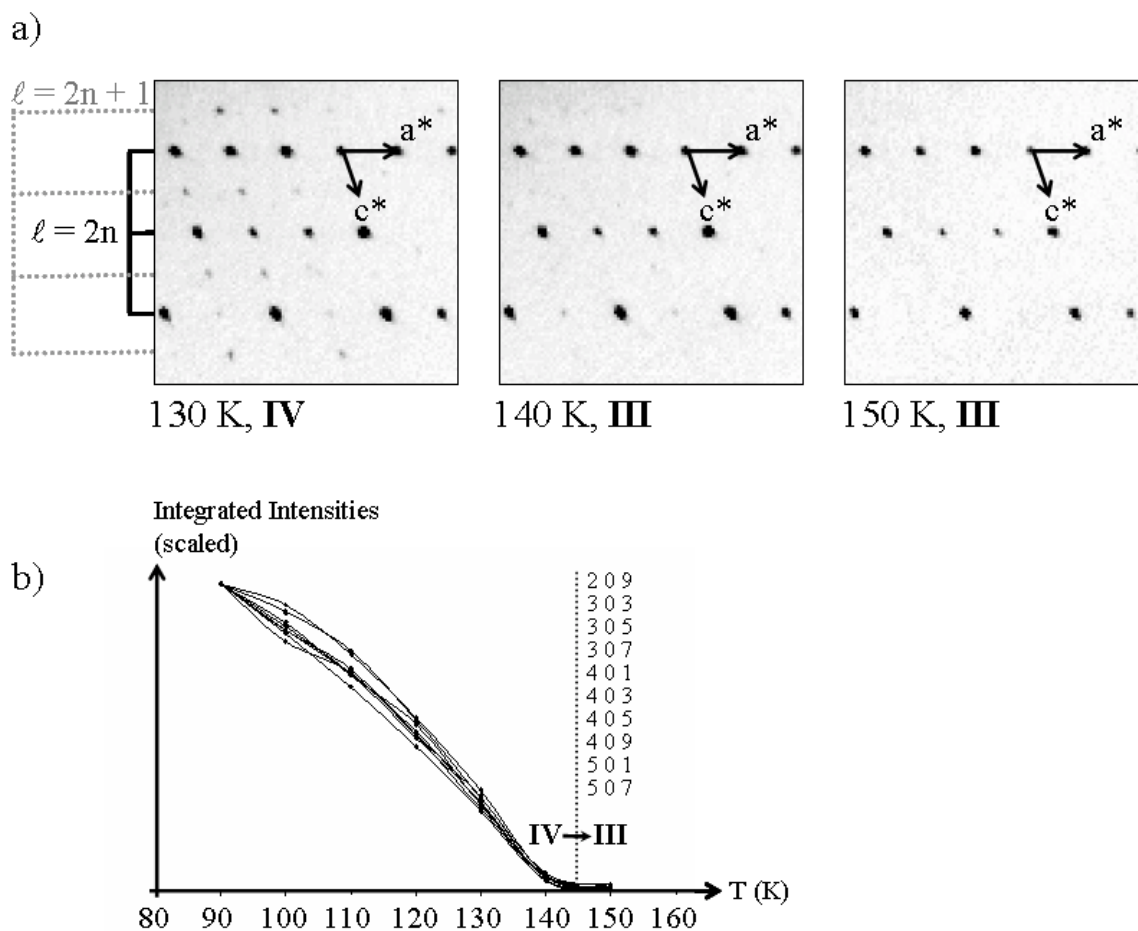 a)
ℓ = 2n + 1
ℓ = 2n
a*
c*
a*
c*
a*
c*
130 K, IV
140 K, III
150 K, III
b)
Integrated Intensities
(scaled)
2 0 9
3 0 3
3 0 5
3 0 7
4 0 1
4 0 3
4 0 5
4 0 9
5 0 1
5 0 7
IV→III
T (K)
80 90 100 110 120 130 140 150 160